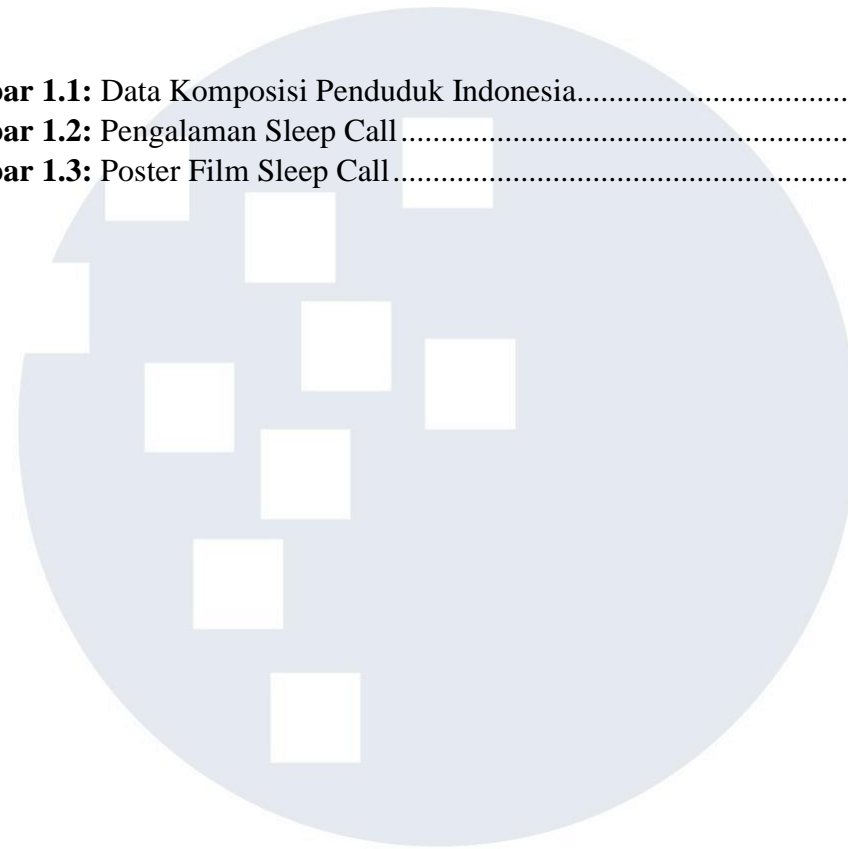 bar 1.1: Data Komposisi Penduduk Indonesia.......................................
bar 1.2: Pengalaman Sleep Call...............................................................
bar 1.3: Poster Film Sleep Call................................................................